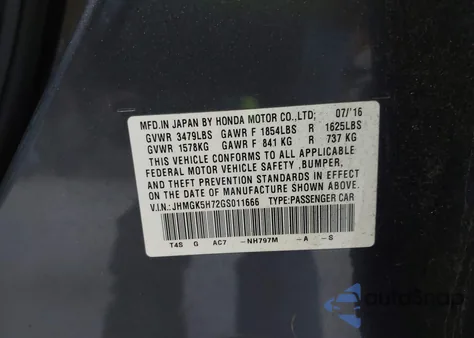 MFD.IN JAPAN BY HONDA MOTOR CO.,LTD; 07/'16
GVWR 3479LBS GAWR F 1854LBS R 1625LBS
GVWR 1578KG GAWR F 841 KG R 737 KG
THIS VEHICLE CONFORMS TO ALL APPLICABLE
FEDERAL MOTOR VEHICLE SAFETY ,BUMPER,
AND THEFT PREVENTION STANDARDS IN EFFECT
ON THE DATE OF MANUFACTURE SHOWN ABOVE.
V.I.N.:JHMGK5H72GS011666 TYPE:PASSENGER CAR
T4S G AC7 -NH797M -A -S
AutoSnap